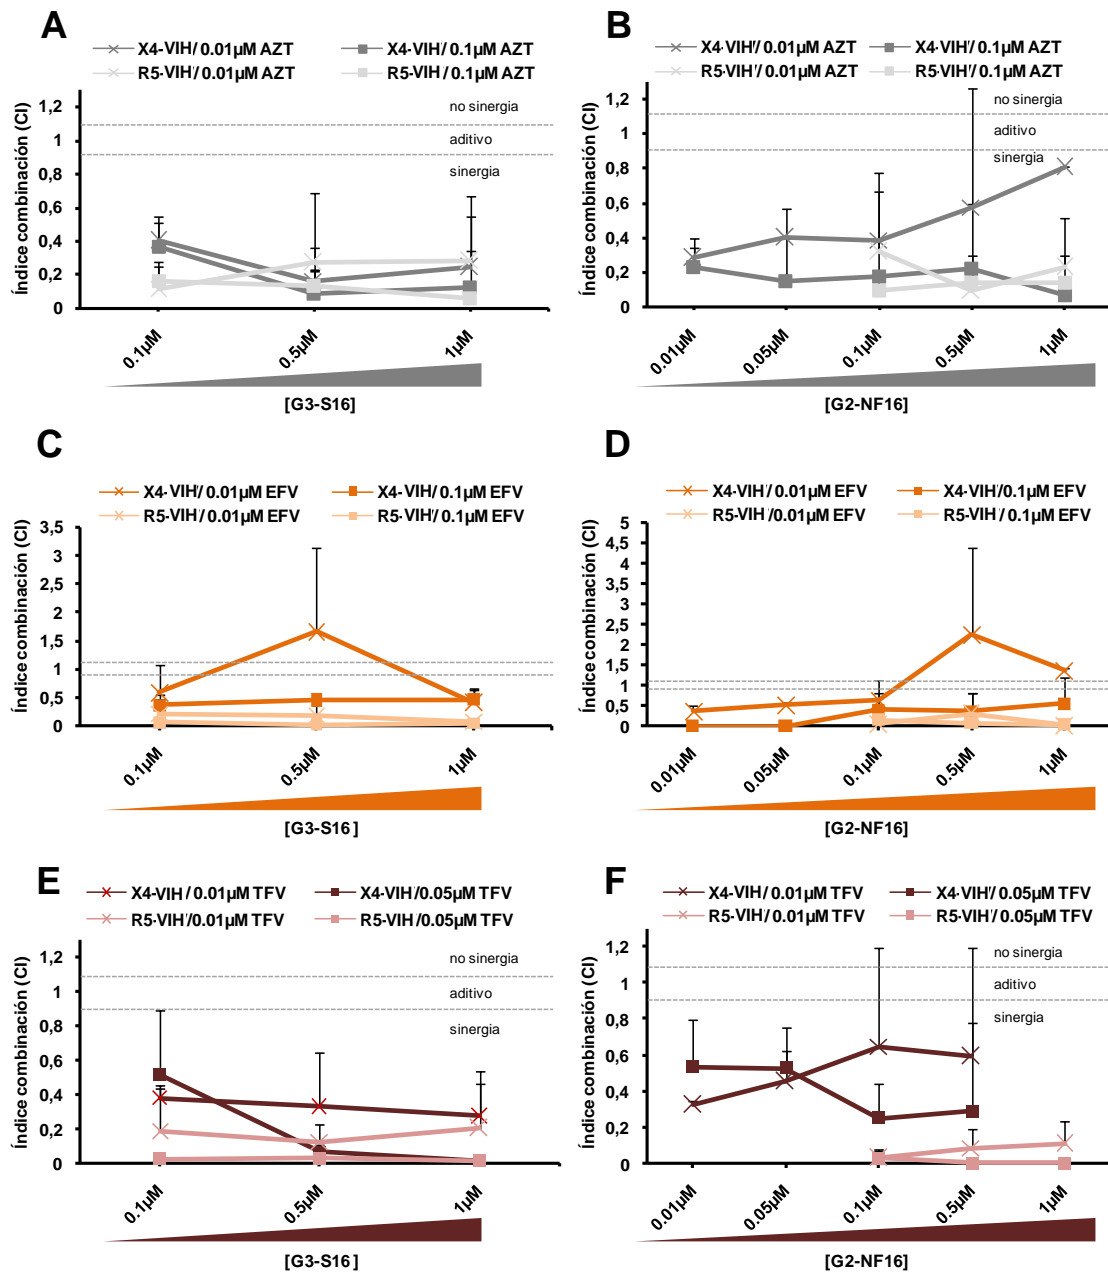 A
X4-VIH/ 0.01µM AZT
X4-VIH/ 0.1µM AZT
R5-VIH/ 0.01µM AZT
R5-VIH/ 0.1µM AZT
Índice combinación (CI)
1,2
1
0,8
0,6
0,4
0,2
0
no sinergia
aditivo
sinergia
0.1µM
0.5µM
1µM
[G3-S16]
B
X4-VIH/ 0.01µM AZT
X4-VIH/ 0.1µM AZT
R5-VIH/ 0.01µM AZT
R5-VIH/ 0.1µM AZT
Índice combinación (CI)
1,2
1
0,8
0,6
0,4
0,2
0
no sinergia
aditivo
sinergia
0.01µM
0.05µM
0.1µM
0.5µM
1µM
[G2-NF16]
C
X4-VIH/ 0.01µM EFV
X4-VIH/ 0.1µM EFV
R5-VIH/ 0.01µM EFV
R5-VIH/ 0.1µM EFV
Índice combinación (CI)
3,5
3
2,5
2
1,5
1
0,5
0
0.1µM
0.5µM
1µM
[G3-S16]
D
X4-VIH/ 0.01µM EFV
X4-VIH/0.1µM EFV
R5-VIH/0.01µM EFV
R5-VIH/ 0.1µM EFV
Índice combinación (CI)
5
4,5
4
3,5
3
2,5
2
1,5
1
0,5
0
0.01µM
0.05µM
0.1µM
0.5µM
1µM
[G2-NF16]
E
X4-VIH/ 0.01µM TFV
X4-VIH/0.05µM TFV
R5-VIH/0.01µM TFV
R5-VIH/0.05µM TFV
Índice combinación (CI)
1,2
1
0,8
0,6
0,4
0,2
0
no sinergia
aditivo
sinergia
0.1µM
0.5µM
1µM
[G3-S16]
F
X4-VIH/ 0.01µM TFV
X4-VIH/ 0.05µM TFV
R5-VIH/ 0.01µM TFV
R5-VIH/ 0.05µM TFV
Índice combinación (CI)
1,2
1
0,8
0,6
0,4
0,2
0
no sinergia
aditivo
sinergia
0.01µM
0.05µM
0.1µM
0.5µM
1µM
[G2-NF16]